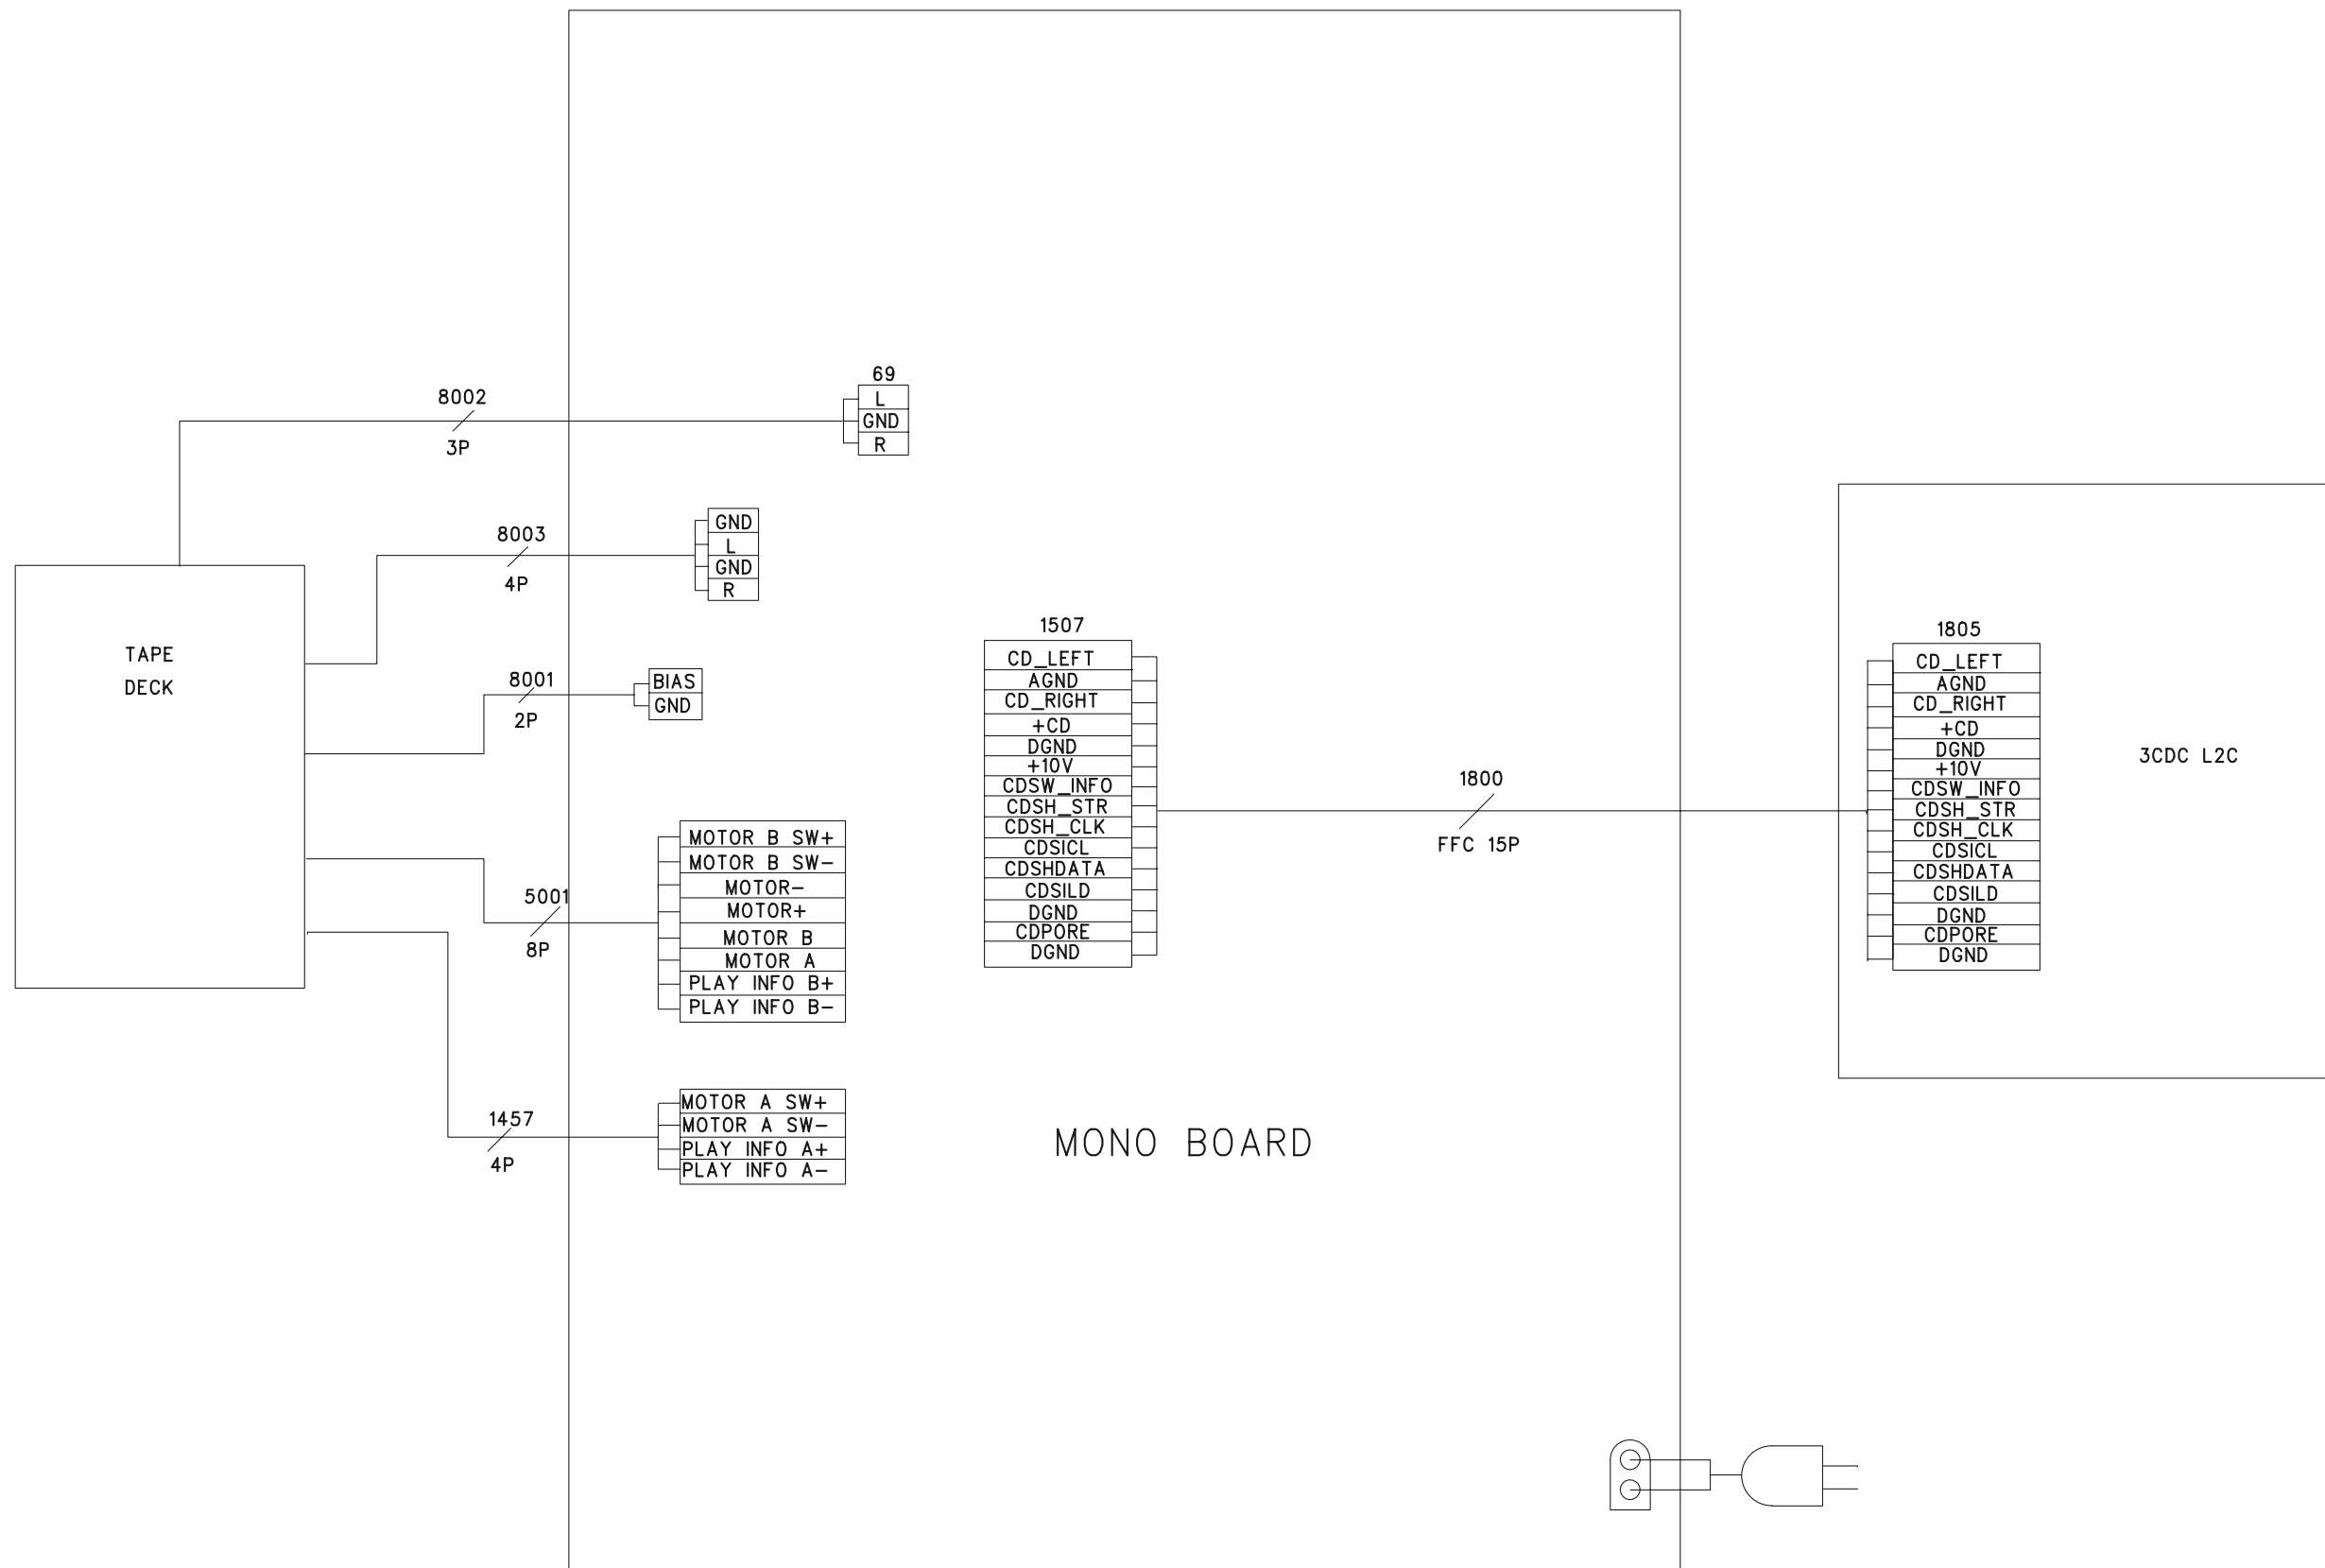 8002
3P
69
L
GND
R
8003
4P
GND
L
GND
R
TAPE
DECK
8001
2P
BIAS
GND
5001
8P
MOTOR B SW+
MOTOR B SW-
MOTOR-
MOTOR+
MOTOR B
MOTOR A
PLAY INFO B+
PLAY INFO B-
1457
4P
MOTOR A SW+
MOTOR A SW-
PLAY INFO A+
PLAY INFO A-
1507
CD_LEFT
AGND
CD_RIGHT
+CD
DGND
+10V
CDSW_INFO
CDSH_STR
CDSH_CLK
CDSICL
CDSHDATA
CDSILD
DGND
CDPORE
DGND
MONO BOARD
1800
FFC 15P
1805
CD_LEFT
AGND
CD_RIGHT
+CD
DGND
+10V
CDSW_INFO
CDSH_STR
CDSH_CLK
CDSICL
CDSHDATA
CDSILD
DGND
CDPORE
DGND
3CDC L2C